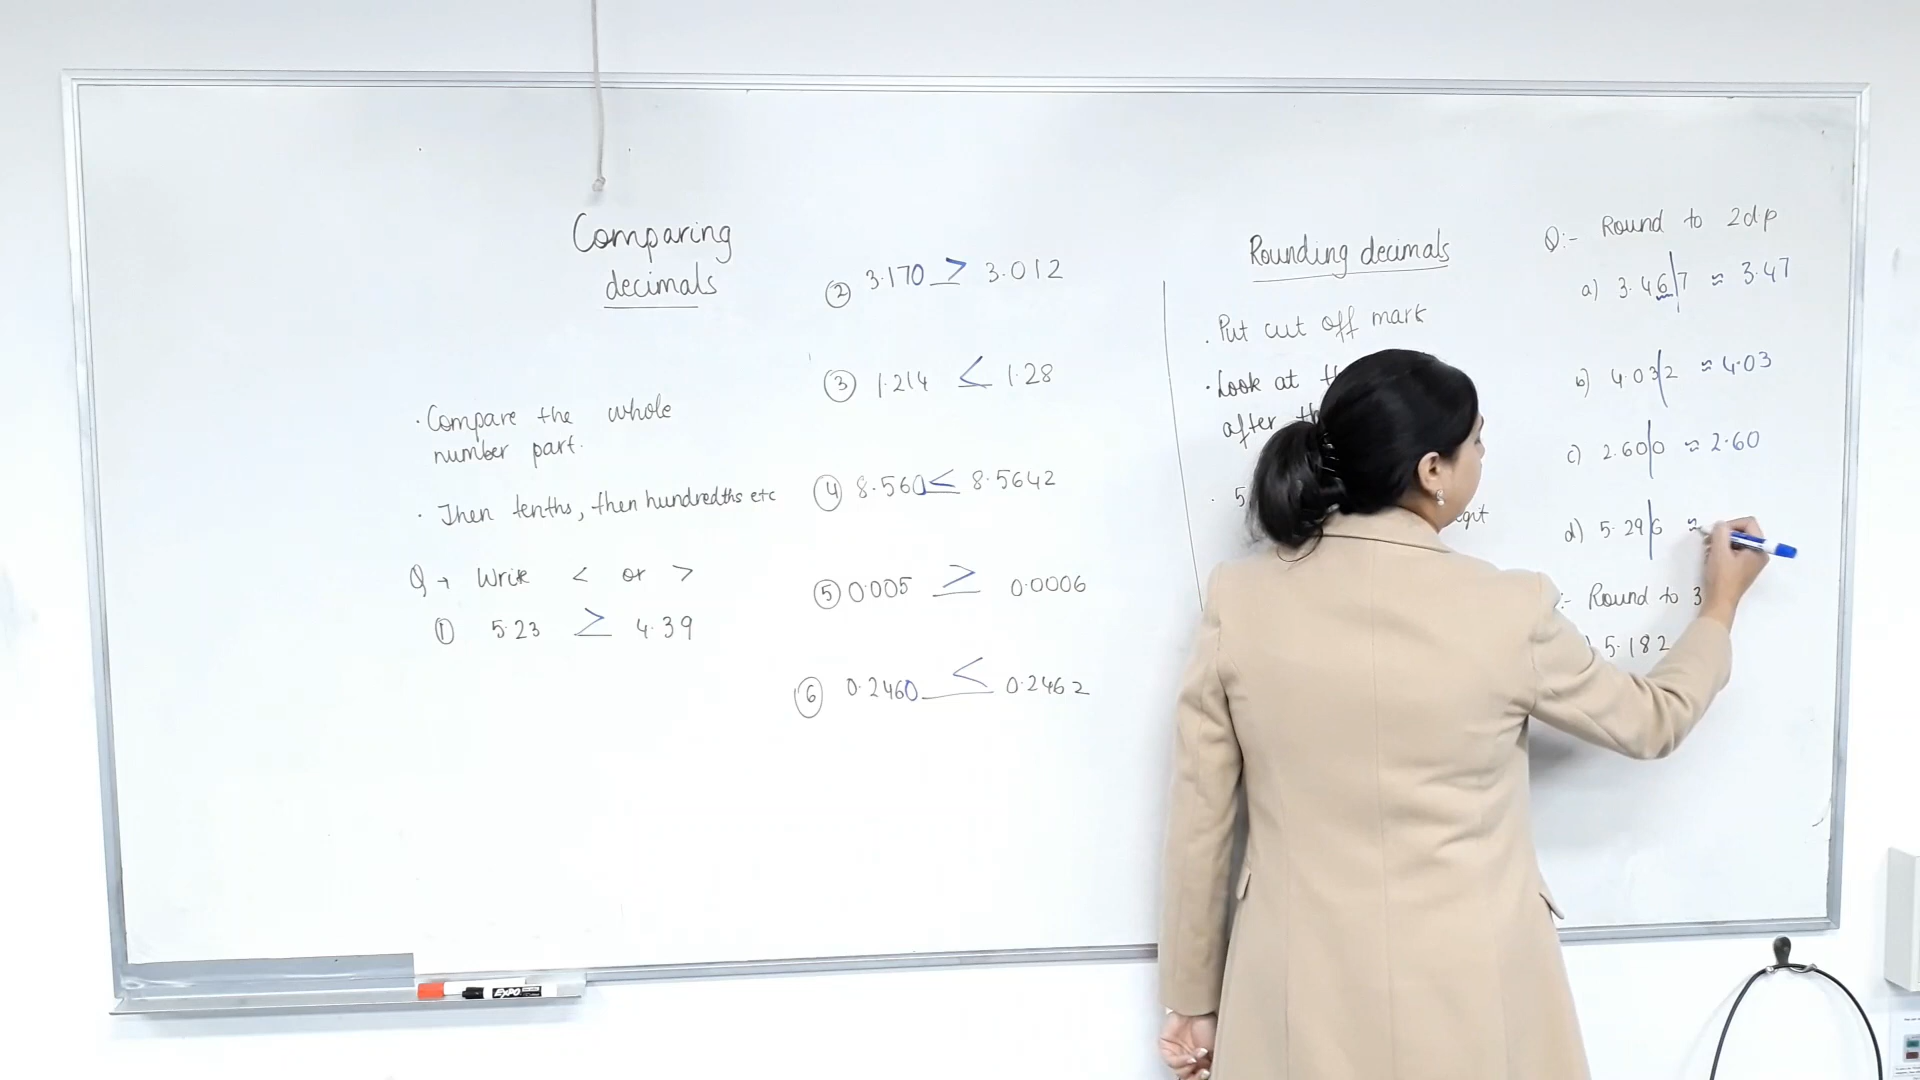 Comparing
decimals
· Compare the whole
number part.
· Then tenths, then hundredths etc
Q → Write < or >
① 5.23 > 4.39
② 3.170 > 3.012
③ 1.214 < 1.28
④ 8.560 < 8.5642
⑤ 0.005 > 0.0006
⑥ 0.2460 < 0.2462
Rounding decimals
· Put cut off mark
· Look at
after
· 5
Q:- Round to 2d.p
a) 3.46|7 ≈ 3.47
b) 4.03|2 ≈ 4.03
c) 2.60|0 ≈ 2.60
d) 5.29|6 ≈
:- Round to 3
) 5.182
EXPO